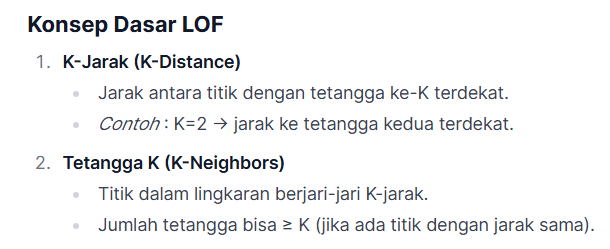 Konsep Dasar LOF
1. K-Jarak (K-Distance)
• Jarak antara titik dengan tetangga ke-K terdekat.
• Contoh : K=2 → jarak ke tetangga kedua terdekat.
2. Tetangga K (K-Neighbors)
• Titik dalam lingkaran berjari-jari K-jarak.
• Jumlah tetangga bisa ≥ K (jika ada titik dengan jarak sama).